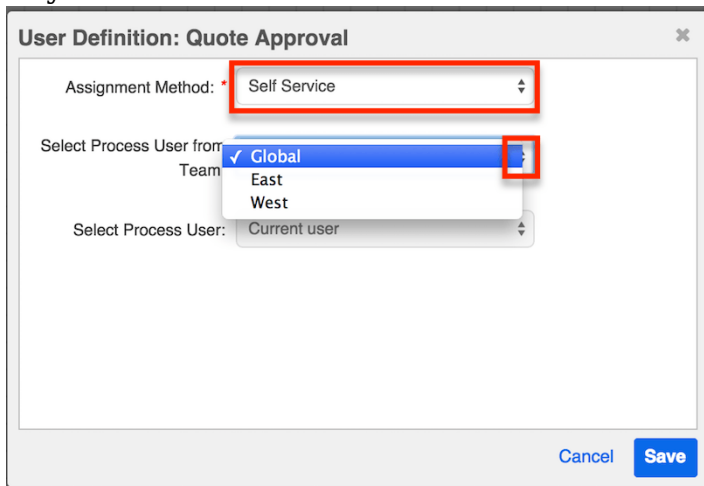 User Definition: Quote Approval
Assignment Method: * Self Service
Select Process User from
✓ Global
Team
East
West
Select Process User: Current user
Cancel Save